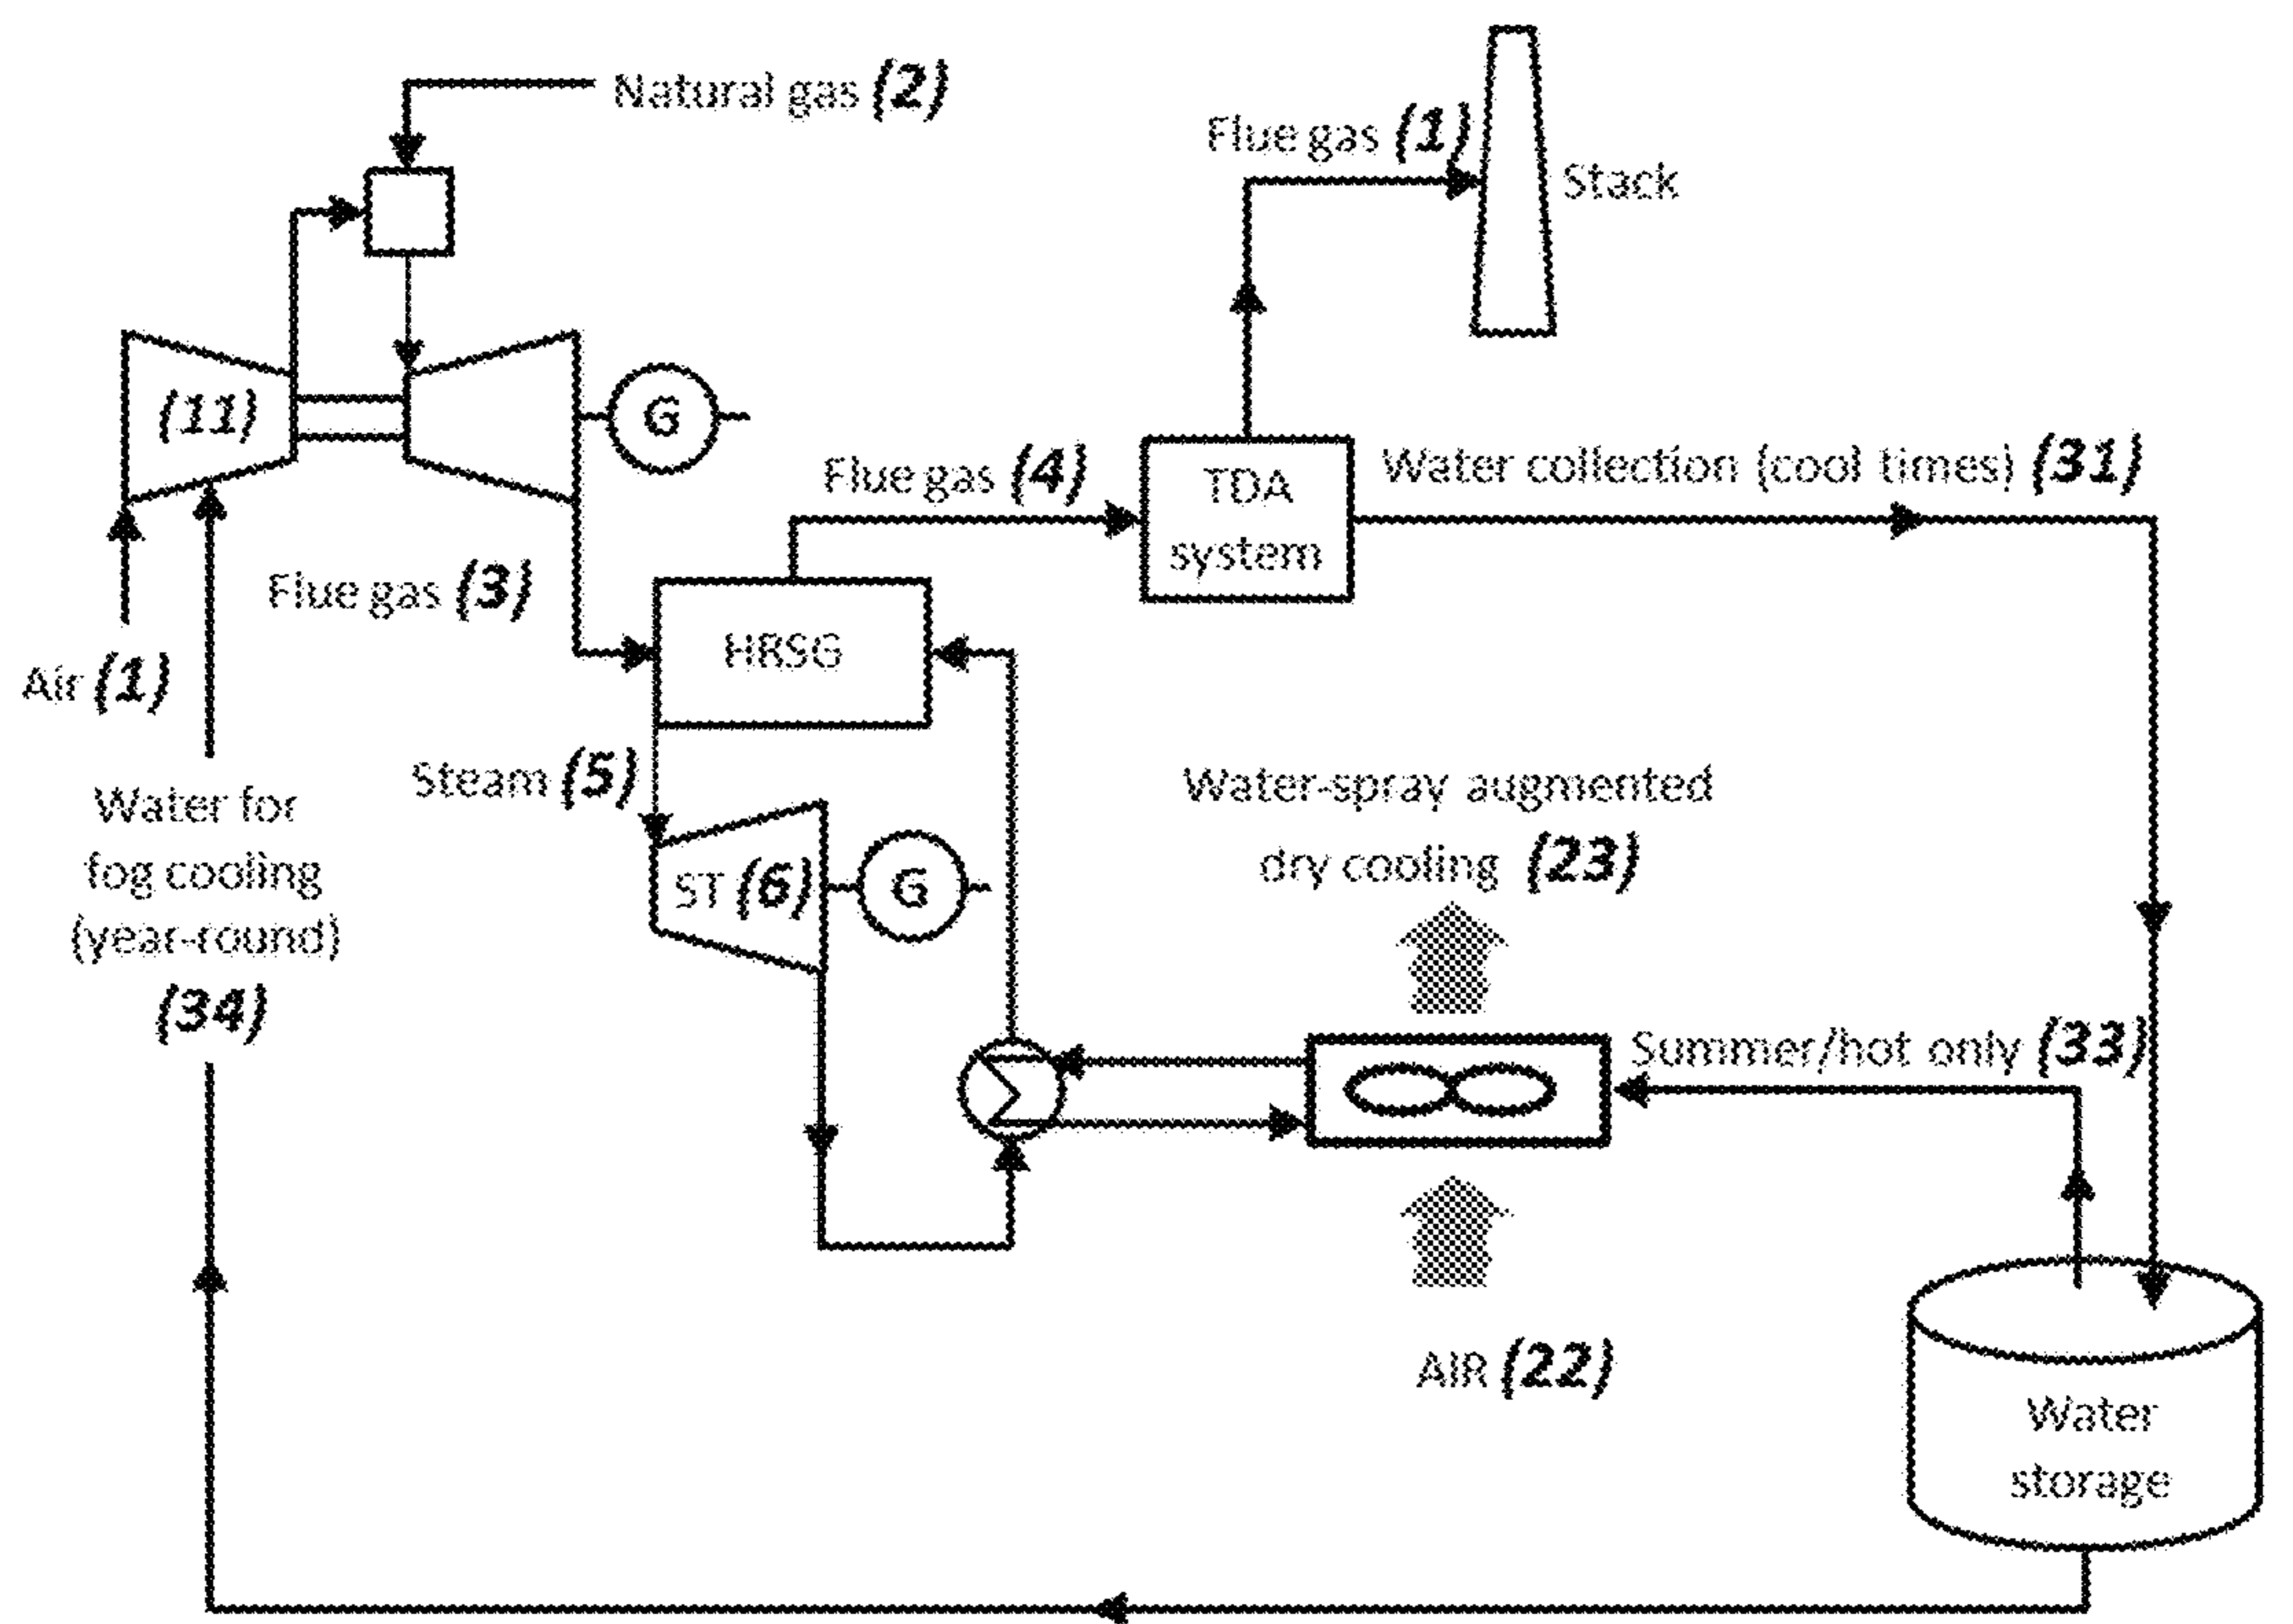 Natural gas (2)
Flue gas (1)
Stack
(11)
G
Flue gas (4)
TDA
system
Water collection (cool times) (31)
Flue gas (3)
HRSG
Air (1)
Steam (5)
Water for
fog cooling
(year-round)
(34)
ST (6)
G
Water-spray augmented
dry cooling (23)
Summer/hot only (33)
AIR (22)
Water
storage